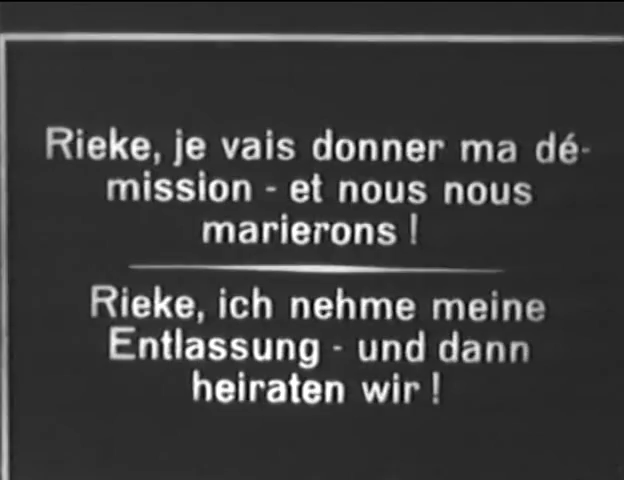 Rieke, je vais donner ma dé-
mission - et nous nous
marierons !
Rieke, ich nehme meine
Entlassung - und dann
heiraten wir !